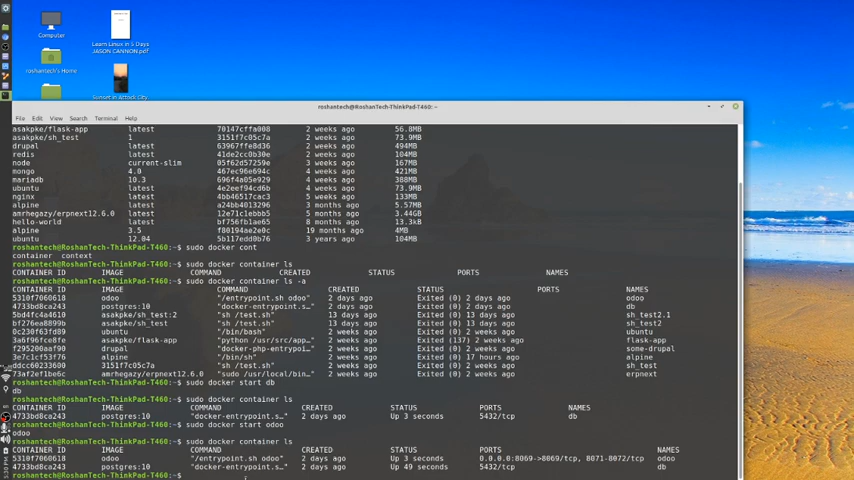 Computer
Learn Linux in 5 Days
JASON CANNON.pdf
roshantech's Home
Sunset in Attock City...
roshantech@RoshanTech-ThinkPad-T460: ~
File Edit View Search Terminal Help
asakpke/flask-app latest 70147cffa008 2 weeks ago 56.8MB
asakpke/sh_test 1 3151f7c05c7a 2 weeks ago 73.9MB
drupal latest 63967ffe8d26 3 weeks ago 494MB
redis latest 41de2cc0b30e 3 weeks ago 104MB
node current-slim 05f62d57259e 3 weeks ago 167MB
mongo 4.0 467ec96e694c 4 weeks ago 411MB
mariadb 10.3 696f4a05e29f 4 weeks ago 388MB
ubuntu latest 4e2eef94cd6b 4 weeks ago 73.9MB
nginx latest 4bb46517cac3 5 weeks ago 133MB
alpine latest a24bb4013296 3 months ago 5.57MB
amrhegazy/erpnext12.6.0 latest 12e71c1ebbb5 5 months ago 3.44GB
hello-world latest bf756fb1ae65 8 months ago 13.3kB
alpine 3.5 f80194ae2e0c 19 months ago 4MB
ubuntu 12.04 5b117edd0b76 3 years ago 104MB
roshantech@RoshanTech-ThinkPad-T460:~$ sudo docker cont
container context
roshantech@RoshanTech-ThinkPad-T460:~$ sudo docker container ls
CONTAINER ID IMAGE COMMAND CREATED STATUS PORTS NAMES
roshantech@RoshanTech-ThinkPad-T460:~$ sudo docker container ls -a
CONTAINER ID IMAGE COMMAND CREATED STATUS PORTS NAMES
5310f7060618 odoo "/entrypoint.sh odoo" 2 days ago Exited (0) 2 days ago odoo
4733bd8ca243 postgres:10 "docker-entrypoint.s…" 2 days ago Exited (0) 2 days ago db
5bd4fc4a4610 asakpke/sh_test:2 "sh /test.sh" 13 days ago Exited (0) 13 days ago sh_test2.1
bf276ea8899b asakpke/sh_test "sh /test.sh" 13 days ago Exited (0) 13 days ago sh_test2
0c230f63fd89 ubuntu "/bin/bash" 2 weeks ago Exited (0) 2 weeks ago ubuntu
3a6f96fce8fe asakpke/flask-app "python /usr/src/app…" 2 weeks ago Exited (137) 2 weeks ago flask-app
f295200aaf90 drupal "docker-php-entrypoi…" 2 weeks ago Exited (0) 2 weeks ago some-drupal
3e7c1cf53f76 alpine "/bin/sh" 2 weeks ago Exited (0) 17 hours ago alpine
ddcc60233600 3151f7c05c7a "sh /test.sh" 2 weeks ago Exited (0) 2 weeks ago sh_test
73af2ef1be6c amrhegazy/erpnext12.6.0 "sudo /usr/local/bin…" 2 weeks ago Exited (0) 2 weeks ago erpnext
roshantech@RoshanTech-ThinkPad-T460:~$ sudo docker start db
db
roshantech@RoshanTech-ThinkPad-T460:~$ sudo docker container ls
CONTAINER ID IMAGE COMMAND CREATED STATUS PORTS NAMES
4733bd8ca243 postgres:10 "docker-entrypoint.s…" 2 days ago Up 3 seconds 5432/tcp db
roshantech@RoshanTech-ThinkPad-T460:~$ sudo docker start odoo
odoo
roshantech@RoshanTech-ThinkPad-T460:~$ sudo docker container ls
CONTAINER ID IMAGE COMMAND CREATED STATUS PORTS NAMES
5310f7060618 odoo "/entrypoint.sh odoo" 2 days ago Up 3 seconds 0.0.0.0:8069->8069/tcp, 8071-8072/tcp odoo
4733bd8ca243 postgres:10 "docker-entrypoint.s…" 2 days ago Up 49 seconds 5432/tcp db
roshantech@RoshanTech-ThinkPad-T460:~$